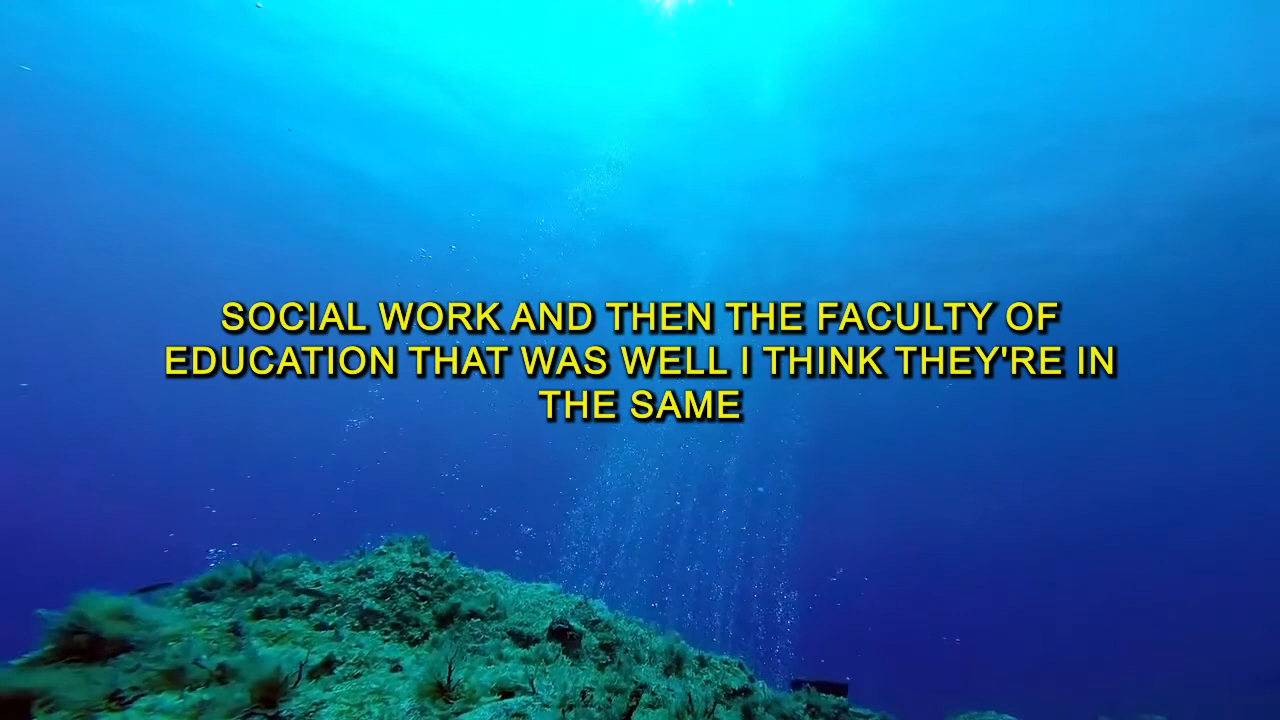 SOCIAL WORK AND THEN THE FACULTY OF
EDUCATION THAT WAS WELL I THINK THEY'RE IN
THE SAME